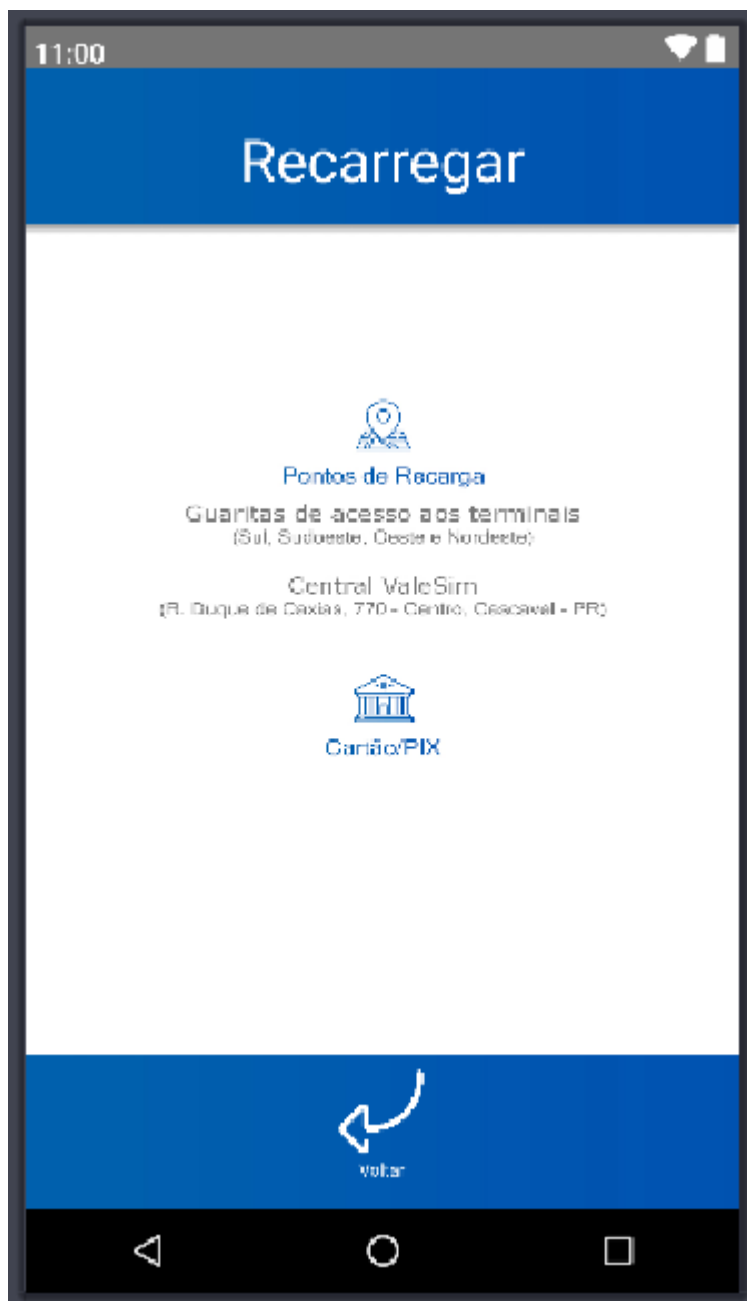 11:00
Recarregar
Pontos de Recarga
Guaritas de acesso aos terminais
(Sul, Sudoeste, Oeste e Nordeste)
Central ValeSim
(R. Duque de Caxias, 770 - Centro, Cascavel - PR)
Cartão/PIX
Voltar